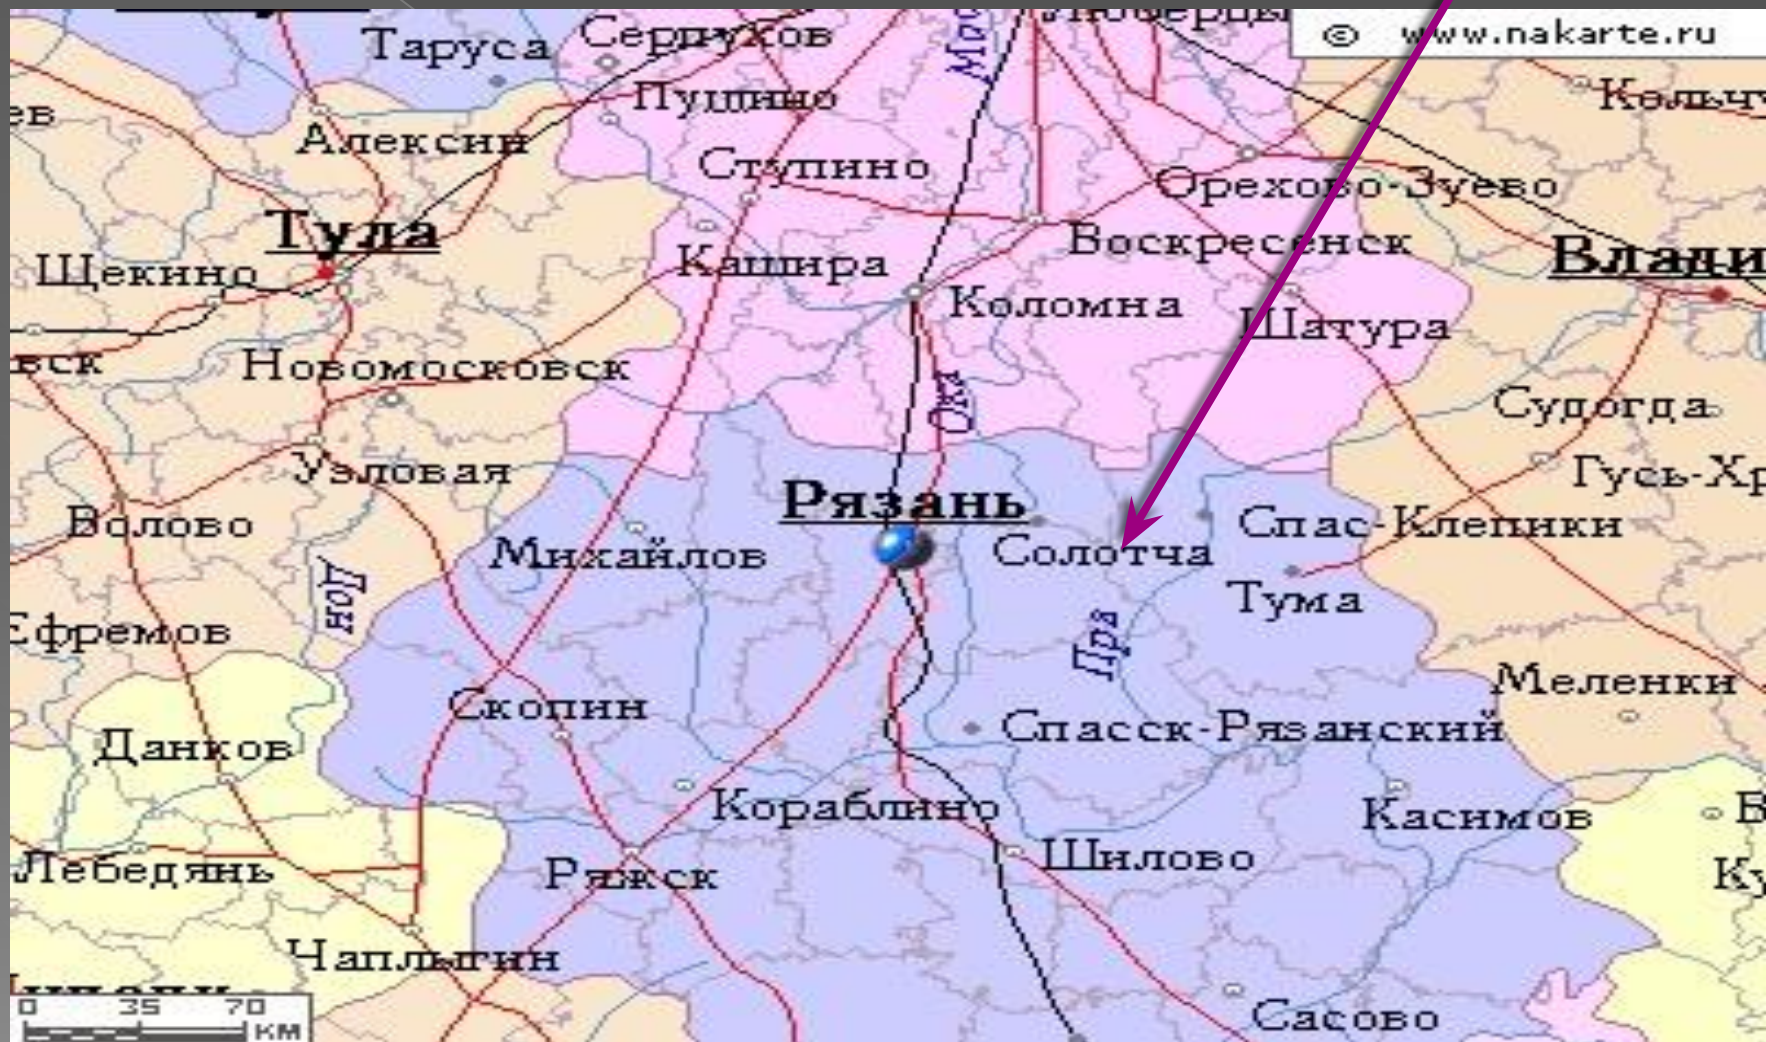 Таруса
Серпухов
© www.nakarte.ru
Пущино
Алексин
Ступино
Орехово-Зуево
Тула
Воскресенск
Щекино
Кашира
Коломна
Шатура
Новомосковск
Ока
Судогда
Узловая
Рязань
Волово
Спас-Клепики
Михайлов
Солотча
Дон
Тума
Ефремов
Пра
Меленки
Скопин
Спасск-Рязанский
Данков
Кораблино
Касимов
Шилово
Лебедянь
Ряжск
Чаплыгин
0 35 70
КМ
Сасово